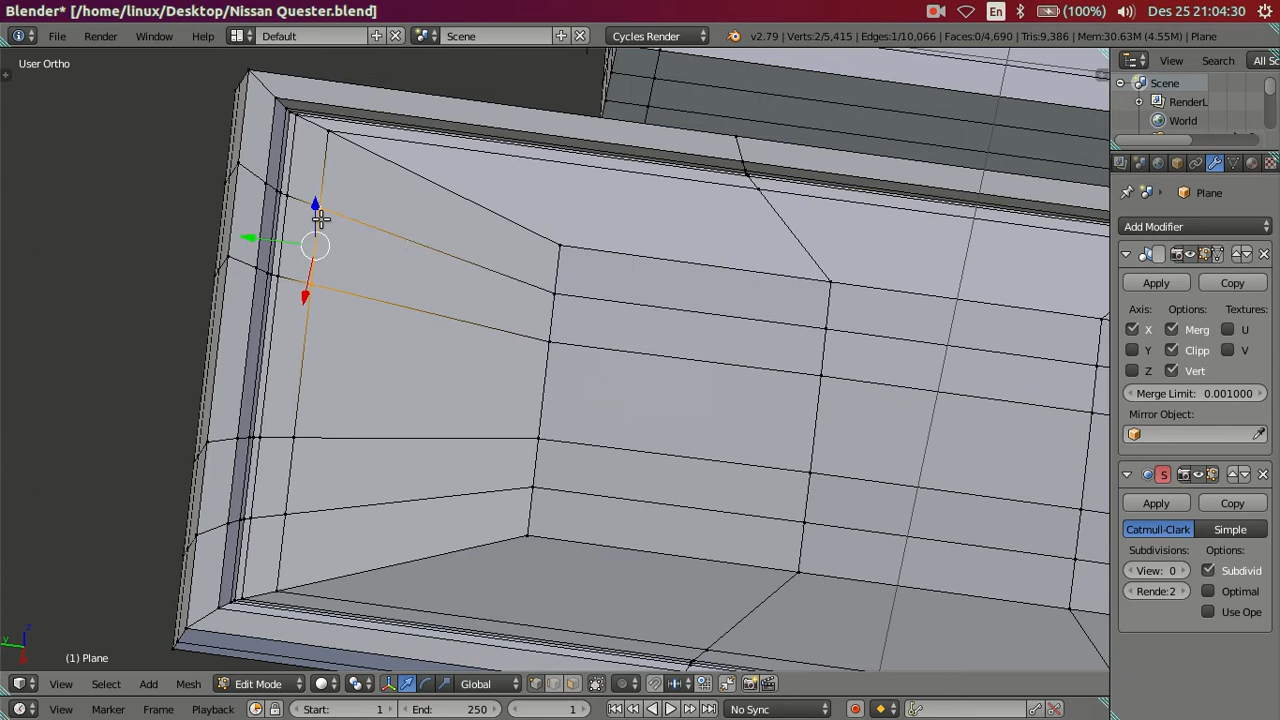 Blender* [/home/linux/Desktop/Nissan Quester.blend]
En
(100%)
Des 25 21:04:30
File
Render
Window
Help
Default
Scene
Cycles Render
v2.79 | Verts:2/5,415 | Edges:1/10,066 | Faces:0/4,690 | Tris:9,386 | Mem:30.63M (4.55M) | Plane
User Ortho
View
Search
All Sc
Scene
RenderL
World
Plane
Add Modifier
Apply
Copy
Axis:
Options:
Textures:
X
Merg
U
Y
Clipp
V
Z
Vert
Merge Limit: 0.001000
Mirror Object:
S
Apply
Copy
Catmull-Clark
Simple
Subdivisions:
Options:
View: 0
Subdivid
Rende:2
Optimal
Use Ope
z
y
(1) Plane
View
Select
Add
Mesh
Edit Mode
Global
View
Marker
Frame
Playback
Start:
1
End:
250
1
No Sync